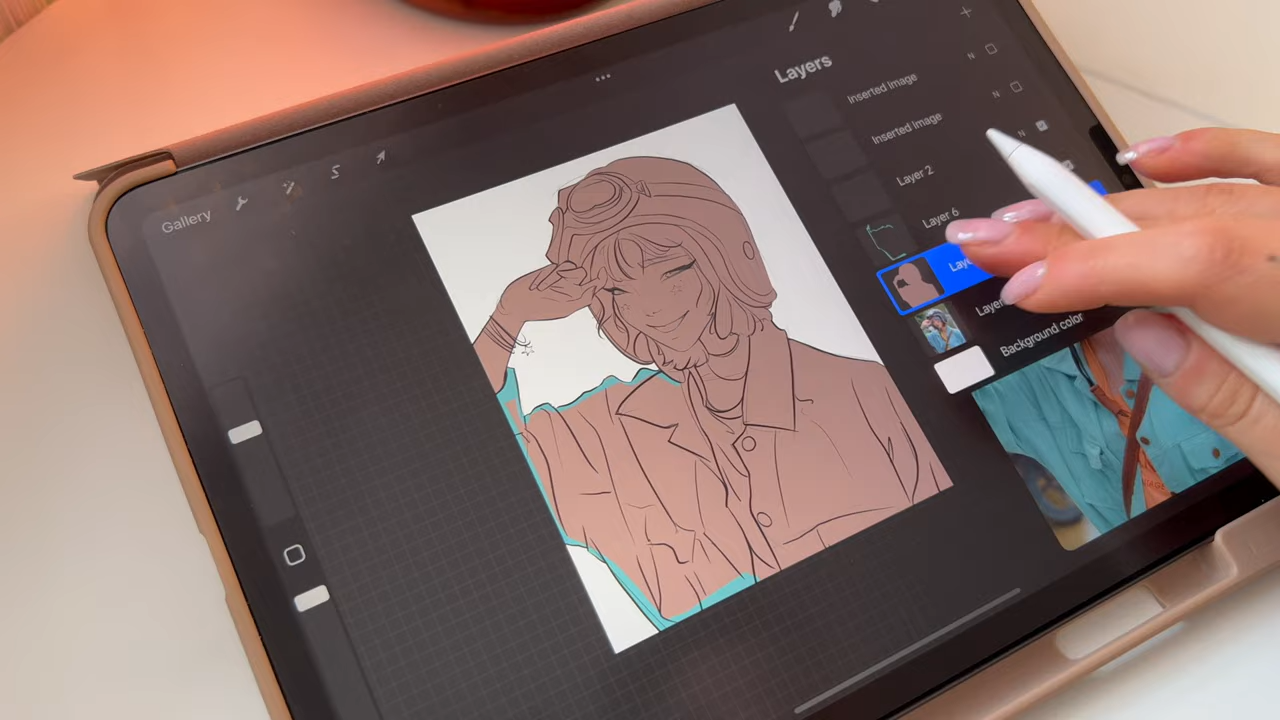 Gallery
Layers
Inserted image
N
Inserted image
N
Layer 2
N
Layer 6
Background color